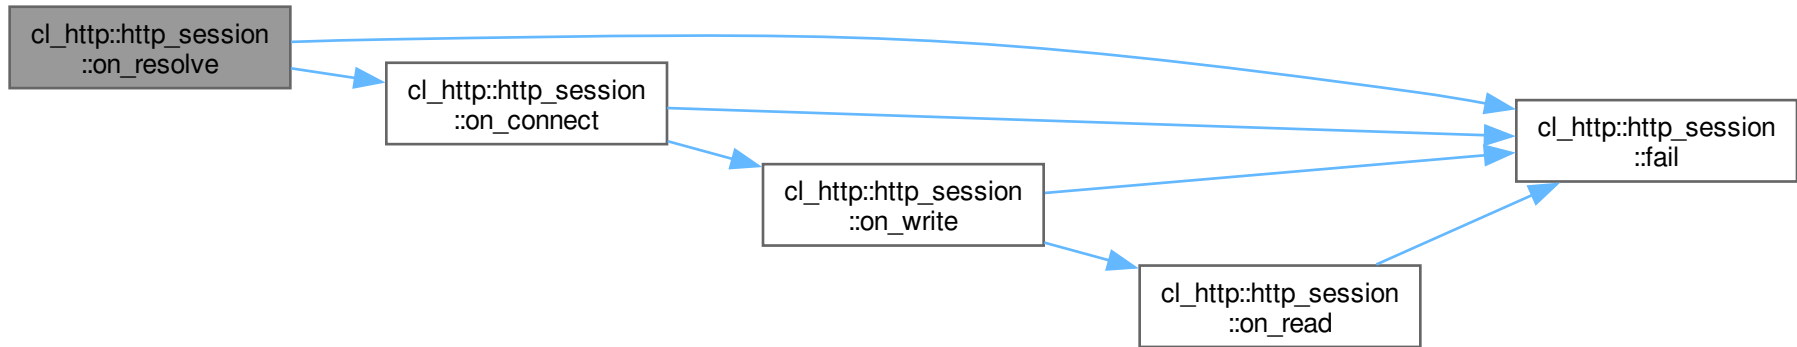 cl_http::http_session
::on_resolve
cl_http::http_session
::on_connect
cl_http::http_session
::fail
cl_http::http_session
::on_write
cl_http::http_session
::on_read